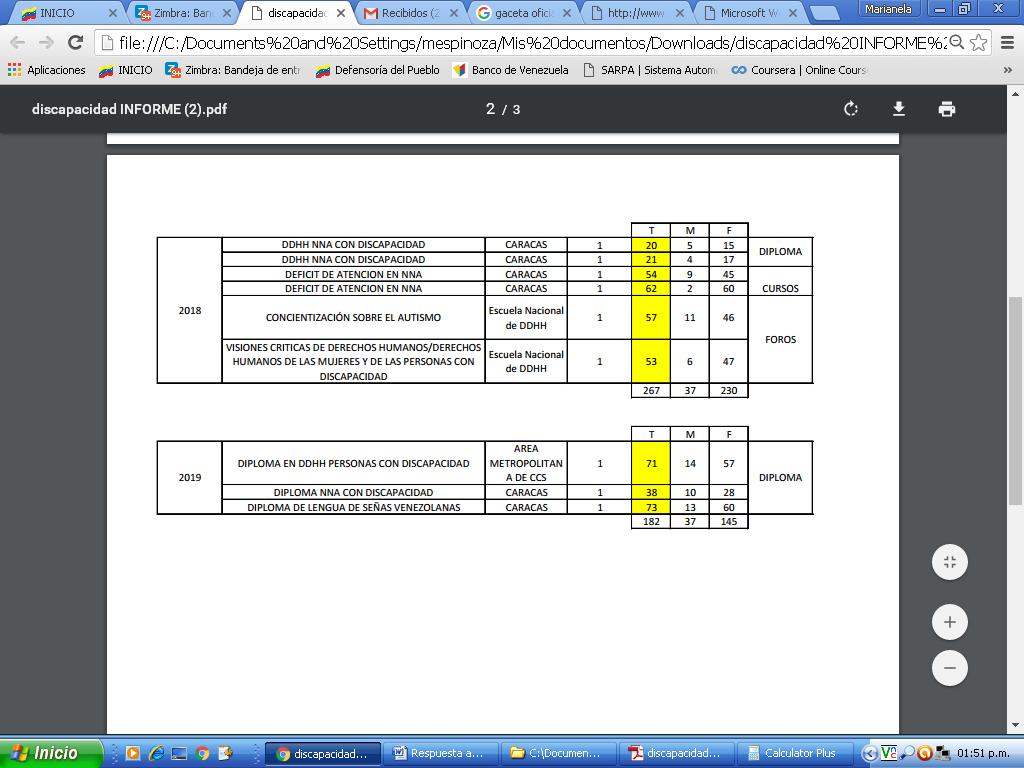 INICIO
Zimbra: Ban
discapacidad
Recibidos (2
gaceta ofici
http://www
Microsoft W
Marianela
file:///C:/Documents%20and%20Settings/mespinoza/Mis%20documentos/Downloads/discapacidad%20INFORME%2
Aplicaciones
INICIO
Zimbra: Bandeja de entr
Defensoría del Pueblo
Banco de Venezuela
SARPA | Sistema Autom
Coursera | Online Cours
»
discapacidad INFORME (2).pdf
2 / 3
T M F
2018
DDHH NNA CON DISCAPACIDAD CARACAS 1 20 5 15
DIPLOMA
DDHH NNA CON DISCAPACIDAD CARACAS 1 21 4 17
DEFICIT DE ATENCION EN NNA CARACAS 1 54 9 45
DEFICIT DE ATENCION EN NNA CARACAS 1 62 2 60 CURSOS
CONCIENTIZACIÓN SOBRE EL AUTISMO
Escuela Nacional
de DDHH
1 57 11 46
FOROS
VISIONES CRITICAS DE DERECHOS HUMANOS/DERECHOS
HUMANOS DE LAS MUJERES Y DE LAS PERSONAS CON
DISCAPACIDAD
Escuela Nacional
de DDHH
1 53 6 47
267 37 230
T M F
2019
DIPLOMA EN DDHH PERSONAS CON DISCAPACIDAD
AREA
METROPOLITAN
A DE CCS
1 71 14 57
DIPLOMA
DIPLOMA NNA CON DISCAPACIDAD CARACAS 1 38 10 28
DIPLOMA DE LENGUA DE SEÑAS VENEZOLANAS CARACAS 1 73 13 60
182 37 145
Inicio
discapacidad...
Respuesta a...
C:\Documen...
discapacidad...
Calculator Plus
01:51 p.m.